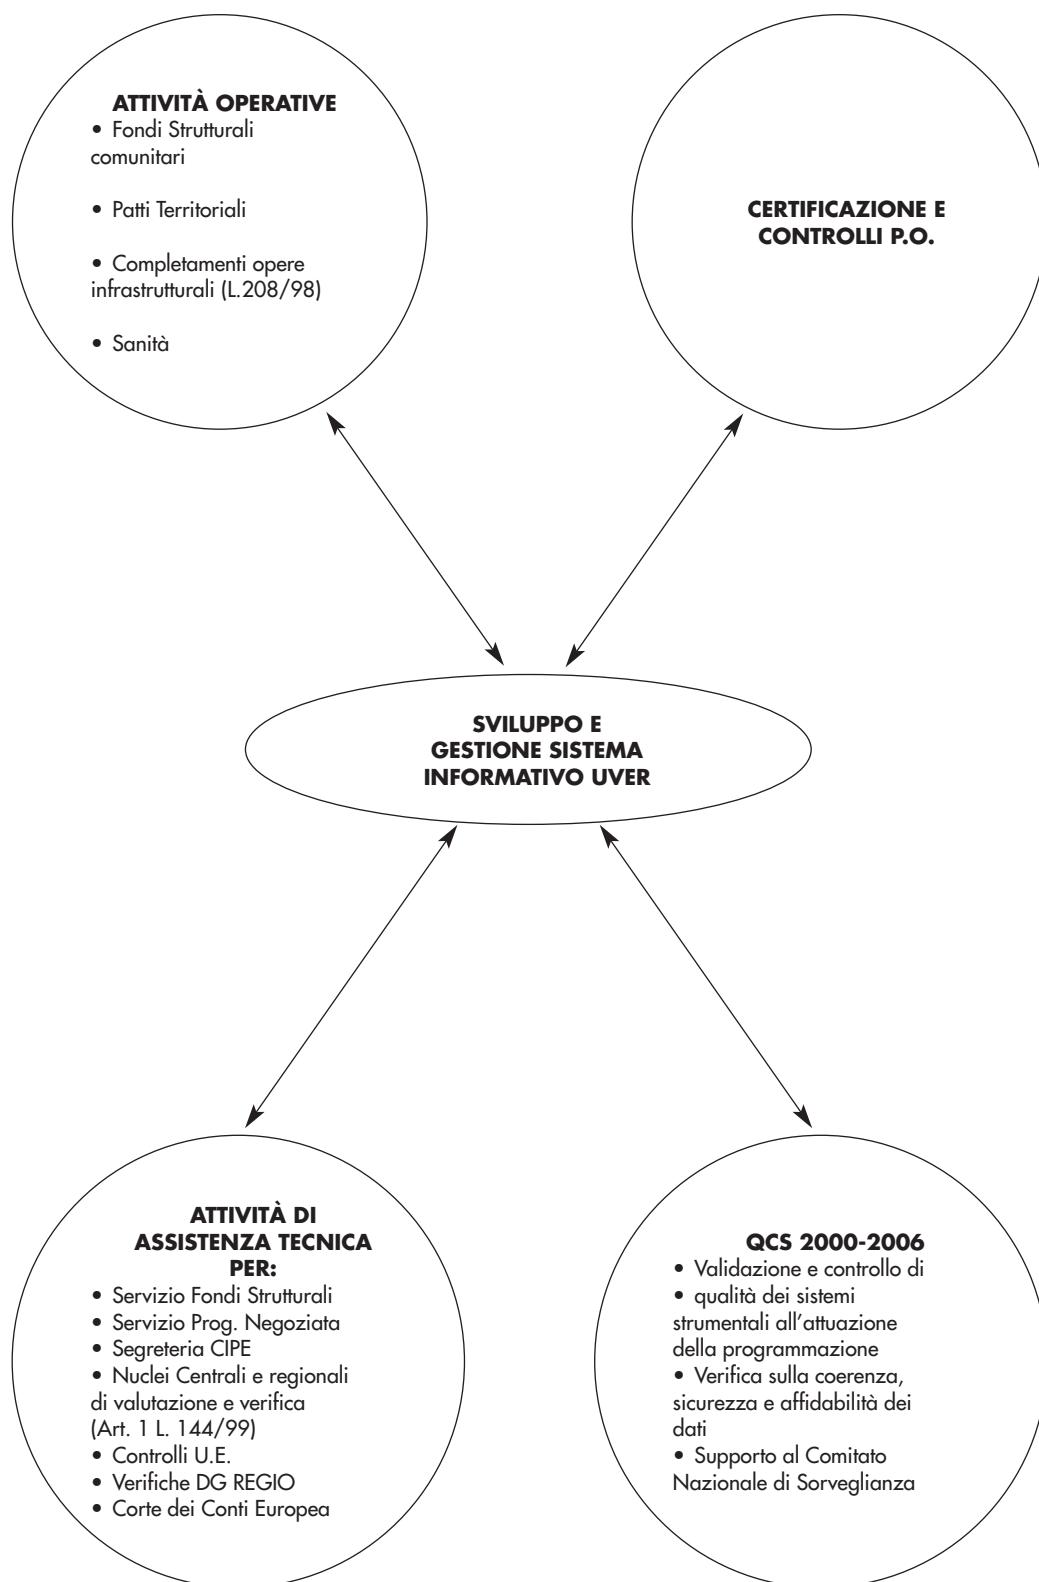 ATTIVITÀ OPERATIVE
• Fondi Strutturali
comunitari
• Patti Territoriali
• Completamenti opere
infrastrutturali (L.208/98)
• Sanità
CERTIFICAZIONE E
CONTROLLI P.O.
SVILUPPO E
GESTIONE SISTEMA
INFORMATIVO UVER
ATTIVITÀ DI
ASSISTENZA TECNICA
PER:
• Servizio Fondi Strutturali
• Servizio Prog. Negoziata
• Segreteria CIPE
• Nuclei Centrali e regionali
di valutazione e verifica
(Art. 1 L. 144/99)
• Controlli U.E.
• Verifiche DG REGIO
• Corte dei Conti Europea
QCS 2000-2006
• Validazione e controllo di
• qualità dei sistemi
strumentali all'attuazione
della programmazione
• Verifica sulla coerenza,
sicurezza e affidabilità dei
dati
• Supporto al Comitato
Nazionale di Sorveglianza